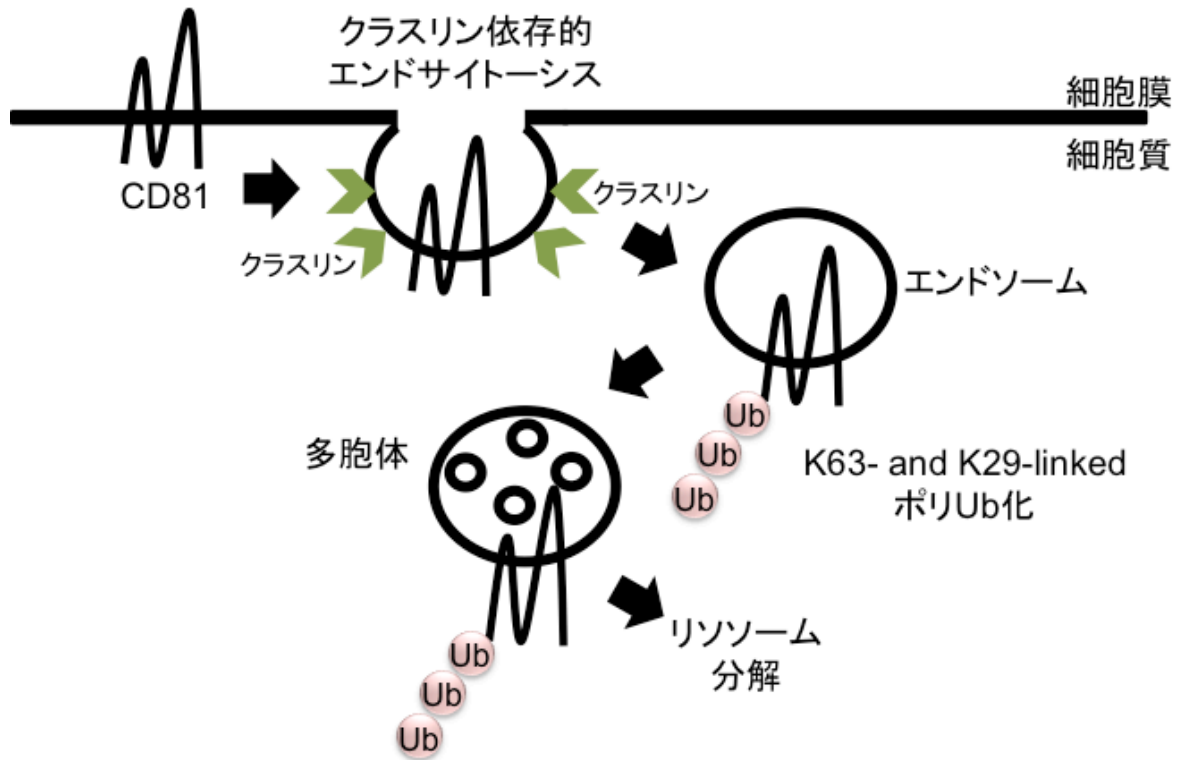 クラスリン依存的
エンドサイトーシス
細胞膜
細胞質
CD81
クラスリン
クラスリン
エンドソーム
Ub
Ub
Ub
K63- and K29-linked
ポリUb化
多胞体
リソソーム
分解
Ub
Ub
Ub